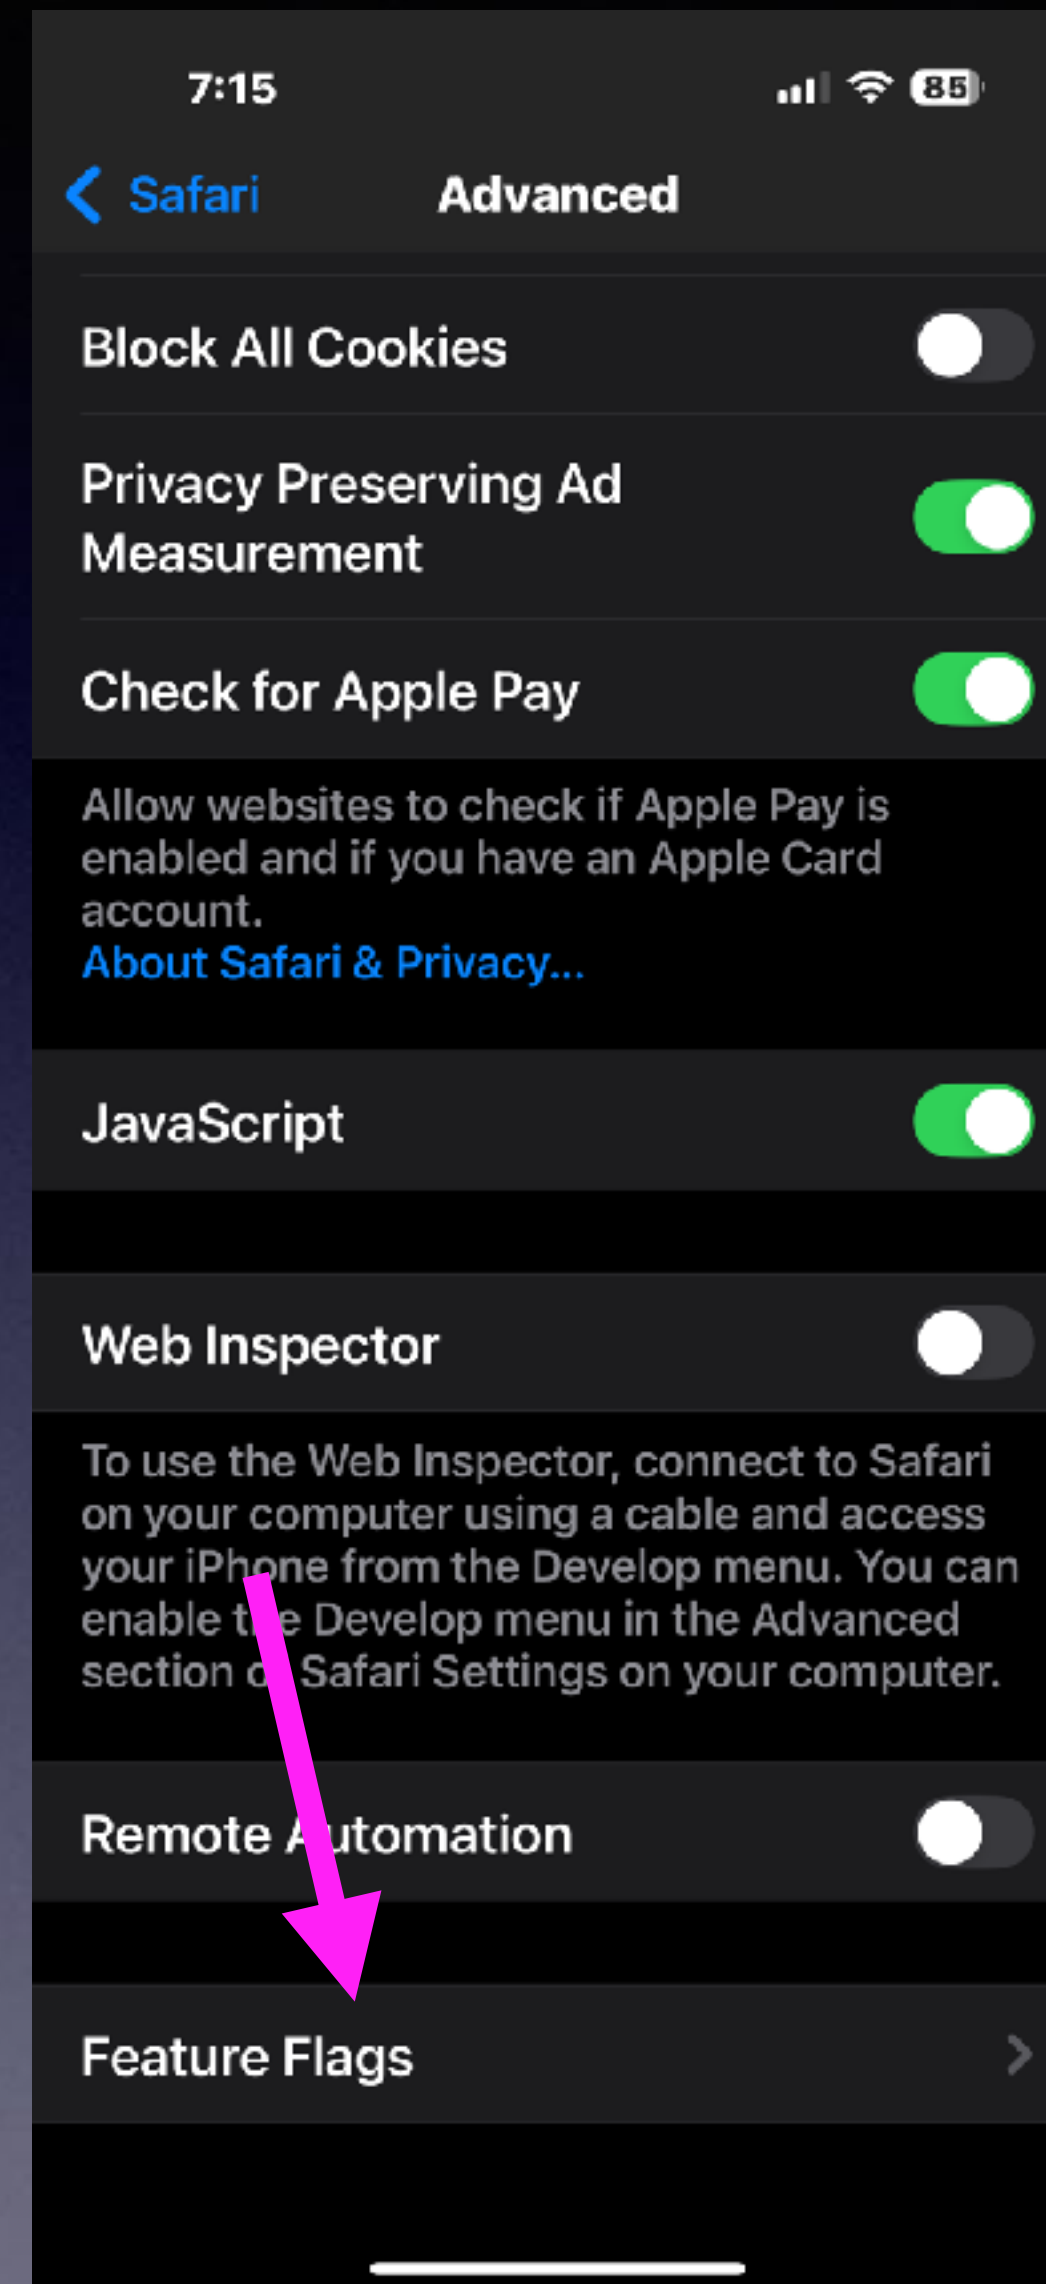 7:15
85
Safari
Advanced
Block All Cookies
Privacy Preserving Ad
Measurement
Check for Apple Pay
Allow websites to check if Apple Pay is
enabled and if you have an Apple Card
account.
About Safari & Privacy...
JavaScript
Web Inspector
To use the Web Inspector, connect to Safari
on your computer using a cable and access
your iPhone from the Develop menu. You can
enable the Develop menu in the Advanced
section of Safari Settings on your computer.
Remote Automation
Feature Flags